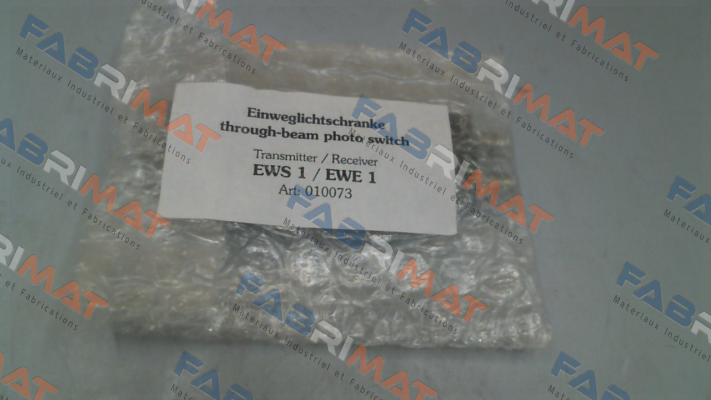 Einweglichtschranke
through-beam photo switch
Transmitter / Receiver
EWS 1 / EWE 1
Art: 010073
FABRIMAT
Materiaux Industriel et Fabrications